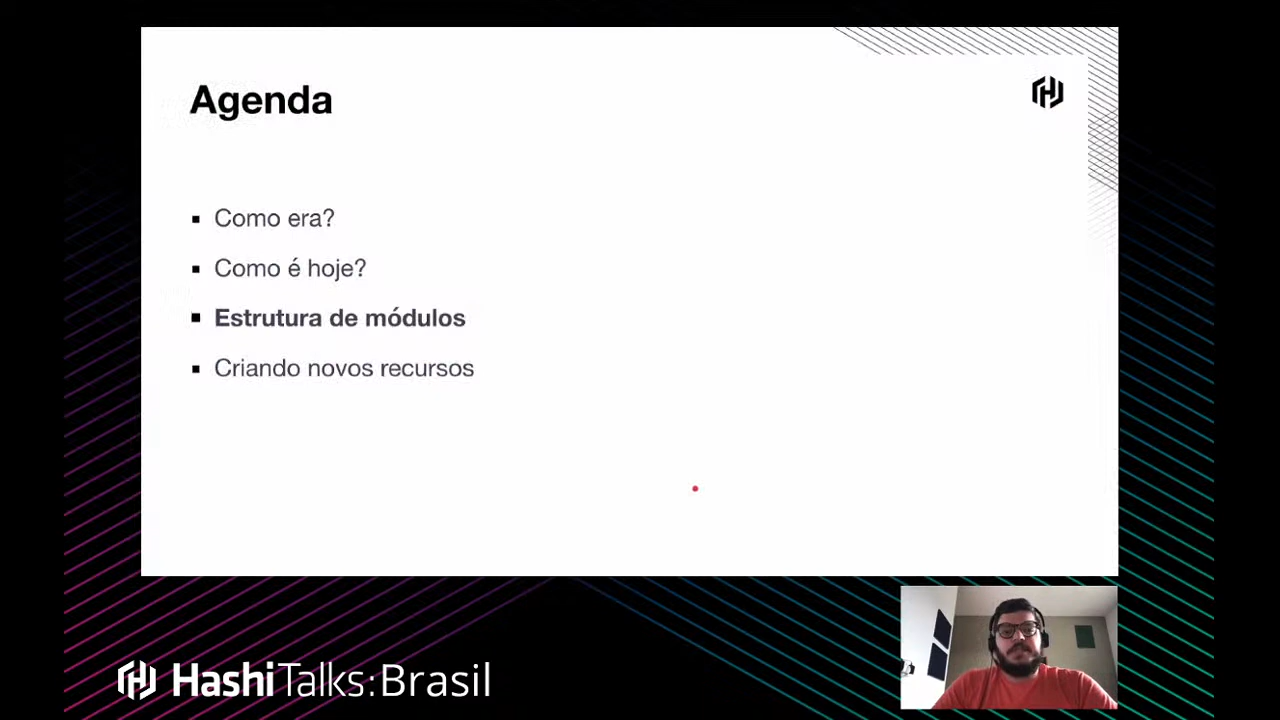 Agenda
Como era?
Como é hoje?
Estrutura de módulos
Criando novos recursos
HashiTalks:Brasil